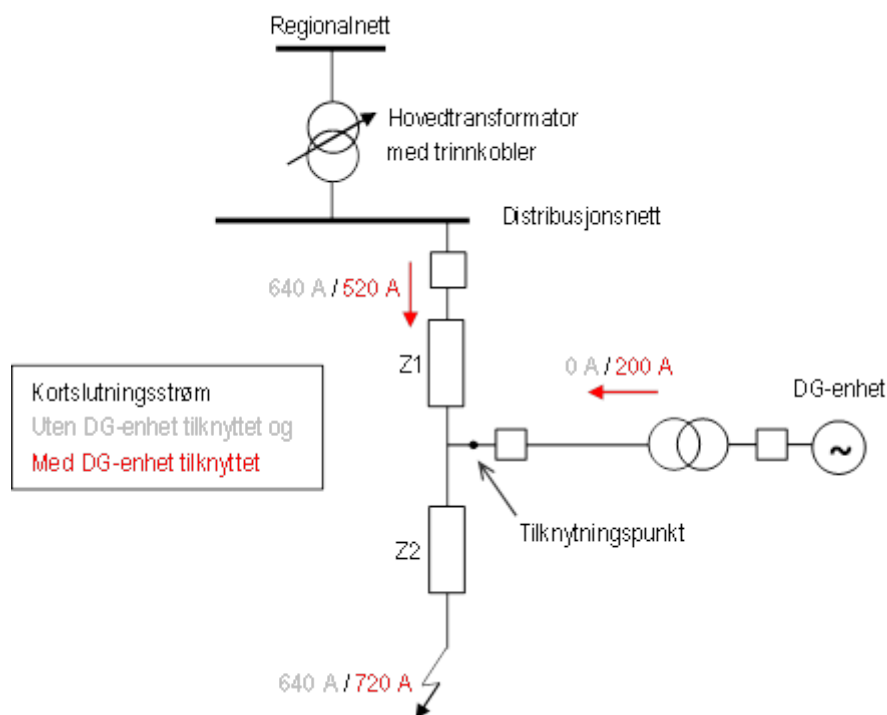 Regionalnett
Hovedtransformator
med trinnkobler
Distribusjonsnett
640 A / 520 A
Z1
0 A / 200 A
DG-enhet
Kortslutningsstrøm
Uten DG-enhet tilknyttet og
Med DG-enhet tilknyttet
~
Tilknytningspunkt
Z2
640 A / 720 A